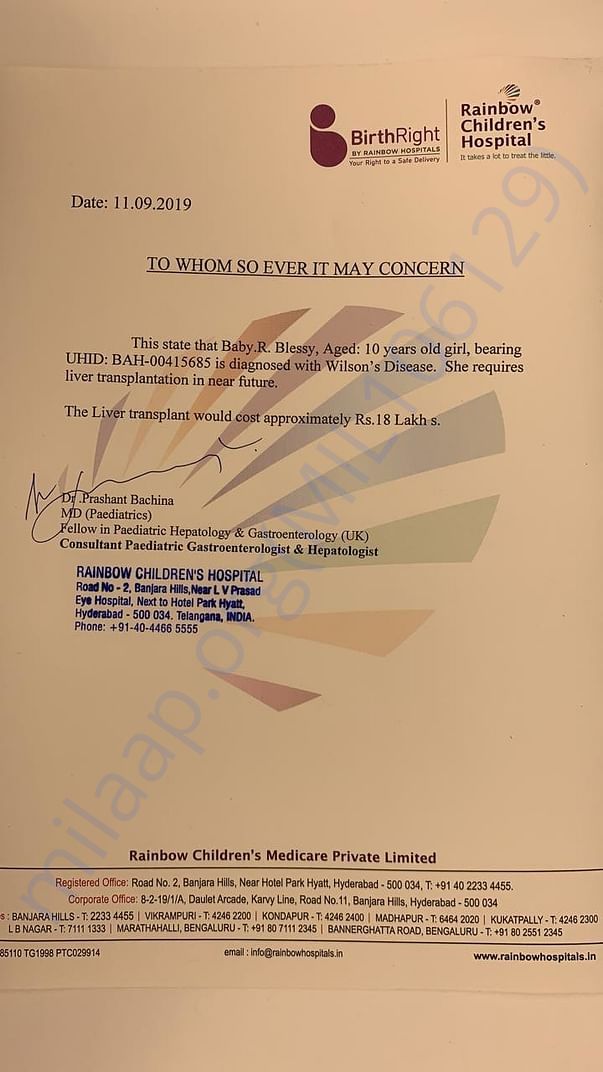 BirthRight
BY RAINBOW HOSPITALS
Your Right to a Safe Delivery
Rainbow®
Children's
Hospital
It takes a lot to treat the little.
Date: 11.09.2019
TO WHOM SO EVER IT MAY CONCERN
This state that Baby.R. Blessy, Aged: 10 years old girl, bearing
UHID: BAH-00415685 is diagnosed with Wilson's Disease. She requires
liver transplantation in near future.
The Liver transplant would cost approximately Rs.18 Lakh s.
Dr .Prashant Bachina
MD (Paediatrics)
Fellow in Paediatric Hepatology & Gastroenterology (UK)
Consultant Paediatric Gastroenterologist & Hepatologist
RAINBOW CHILDREN'S HOSPITAL
Road No - 2, Banjara Hills,Near L V Prasad
Eye Hospital, Next to Hotel Park Hyatt,
Hyderabad - 500 034. Telangana, INDIA.
Phone: +91-40-4466 5555
milaap.org(MIL106129)
Rainbow Children's Medicare Private Limited
Registered Office: Road No. 2, Banjara Hills, Near Hotel Park Hyatt, Hyderabad - 500 034, T: +91 40 2233 4455.
Corporate Office: 8-2-19/1/A, Daulet Arcade, Karvy Line, Road No.11, Banjara Hills, Hyderabad - 500 034
s : BANJARA HILLS - T: 2233 4455 | VIKRAMPURI - T: 4246 2200 | KONDAPUR - T: 4246 2400 | MADHAPUR - T: 6464 2020 | KUKATPALLY - T: 4246 2300
L B NAGAR - T: 7111 1333 | MARATHAHALLI, BENGALURU - T: +91 80 7111 2345 | BANNERGHATTA ROAD, BENGALURU - T: +91 80 2551 2345
85110 TG1998 PTC029914
email : info@rainbowhospitals.in
www.rainbowhospitals.in